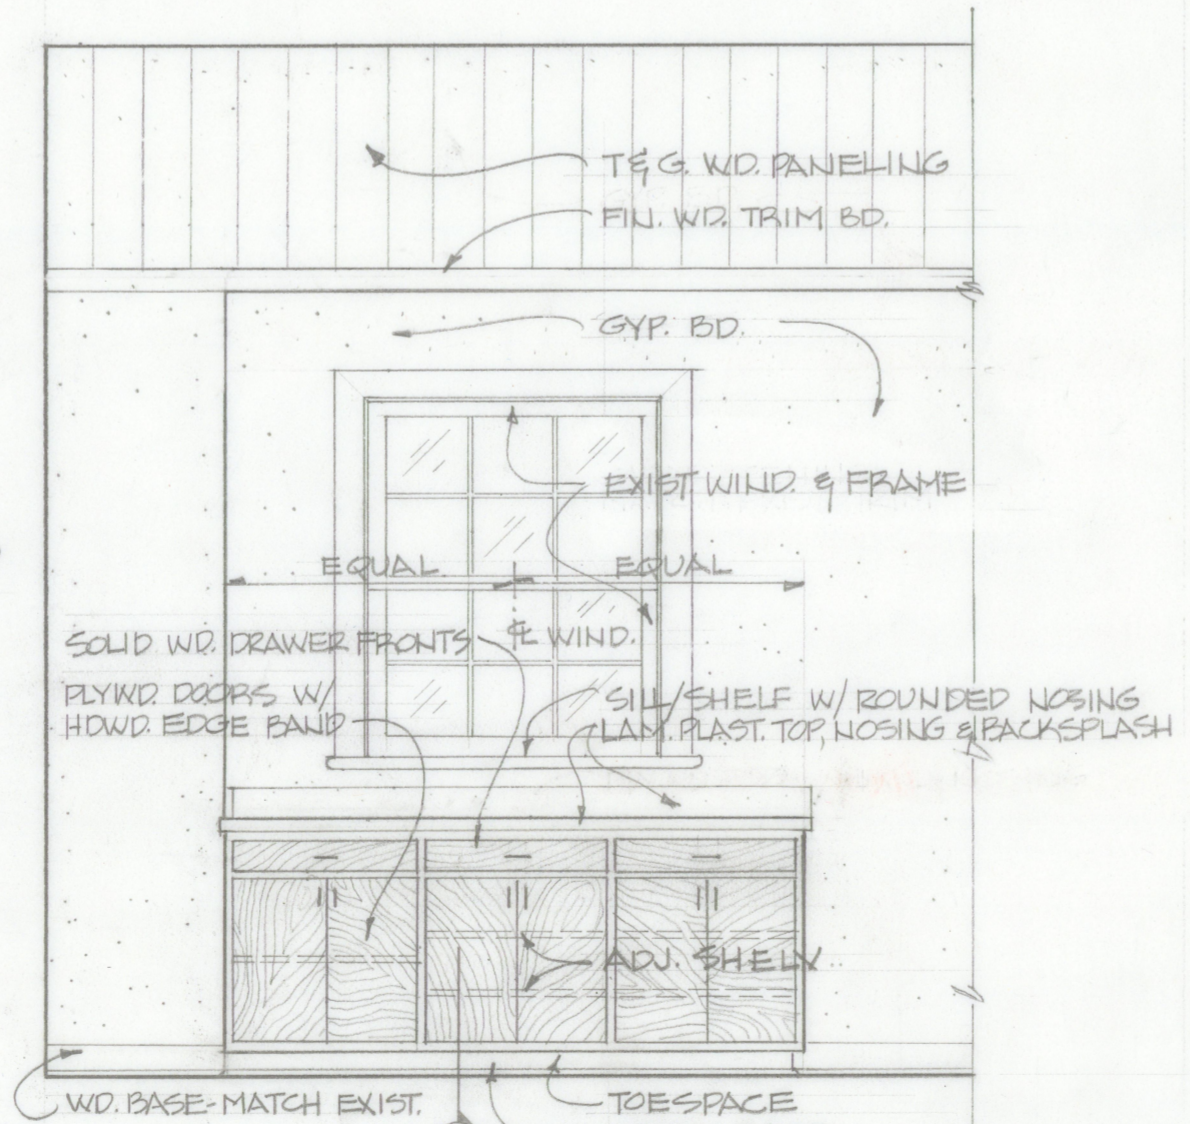 T&G. WD. PANELING
FIN. WD. TRIM BD.
GYP. BD.
EXIST. WIND. & FRAME
EQUAL EQUAL
SOLID WD. DRAWER FRONTS
℄ WIND.
PLYWD. DOORS W/
HDWD. EDGE BAND
SILL/SHELF W/ ROUNDED NOSING
LAM. PLAST. TOP, NOSING & BACKSPLASH
ADJ. SHELV.
WD. BASE-MATCH EXIST.
TOESPACE